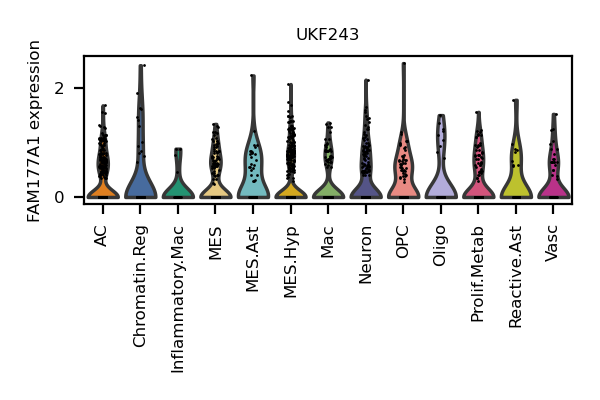 UKF243
FAM177A1 expression
2
0
AC
Chromatin.Reg
Inflammatory.Mac
MES
MES.Ast
MES.Hyp
Mac
Neuron
OPC
Oligo
Prolif.Metab
Reactive.Ast
Vasc